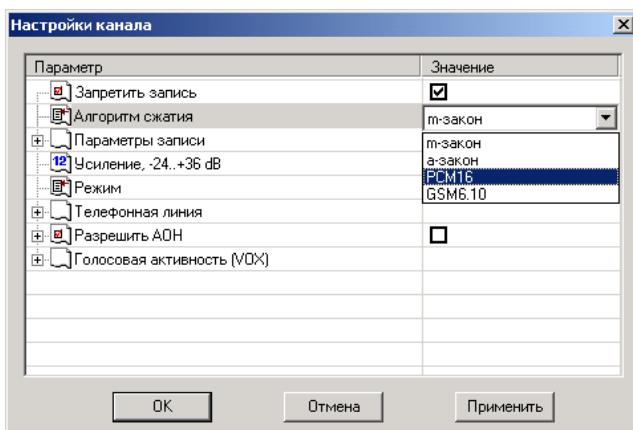 Настройки канала
Параметр Значение
Запретить запись
Алгоритм сжатия m-закон
Параметры записи m-закон
12 Усиление, -24..+36 dB а-закон
PCM16
Режим GSM6.10
Телефонная линия
Разрешить АОН
Голосовая активность (VOX)
OK Отмена Применить